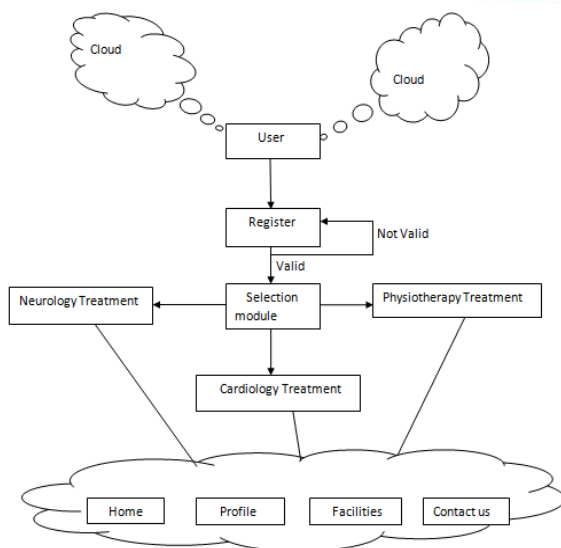 Cloud
Cloud
User
Register
Not Valid
Valid
Neurology Treatment
Selection
module
Physiotherapy Treatment
Cardiology Treatment
Home
Profile
Facilities
Contact us